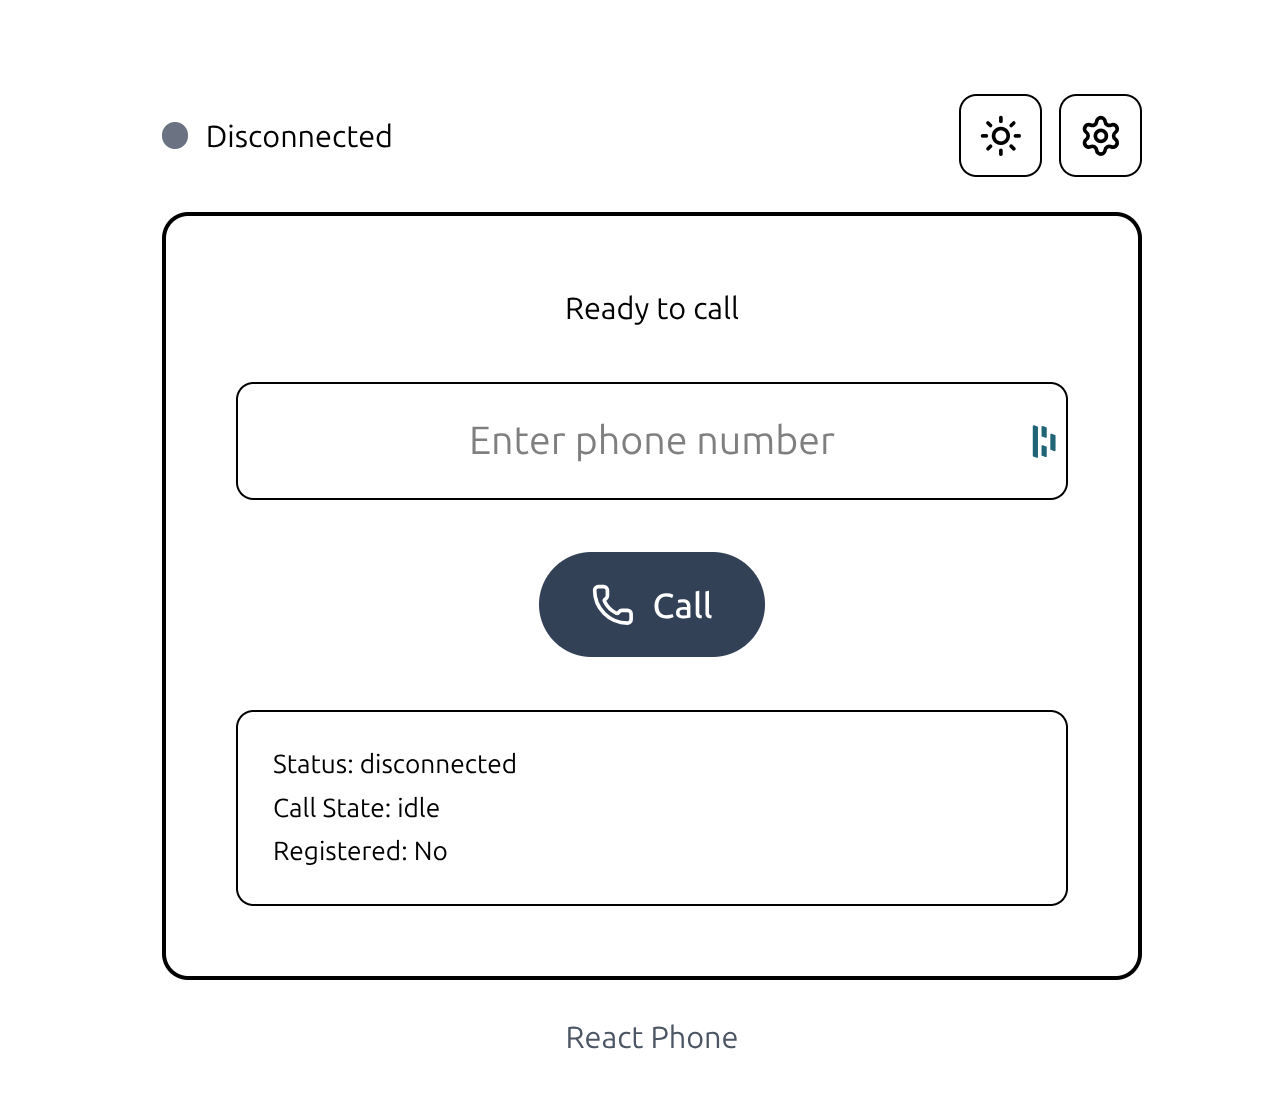 Disconnected
Ready to call
Enter phone number
Call
Status: disconnected
Call State: idle
Registered: No
React Phone